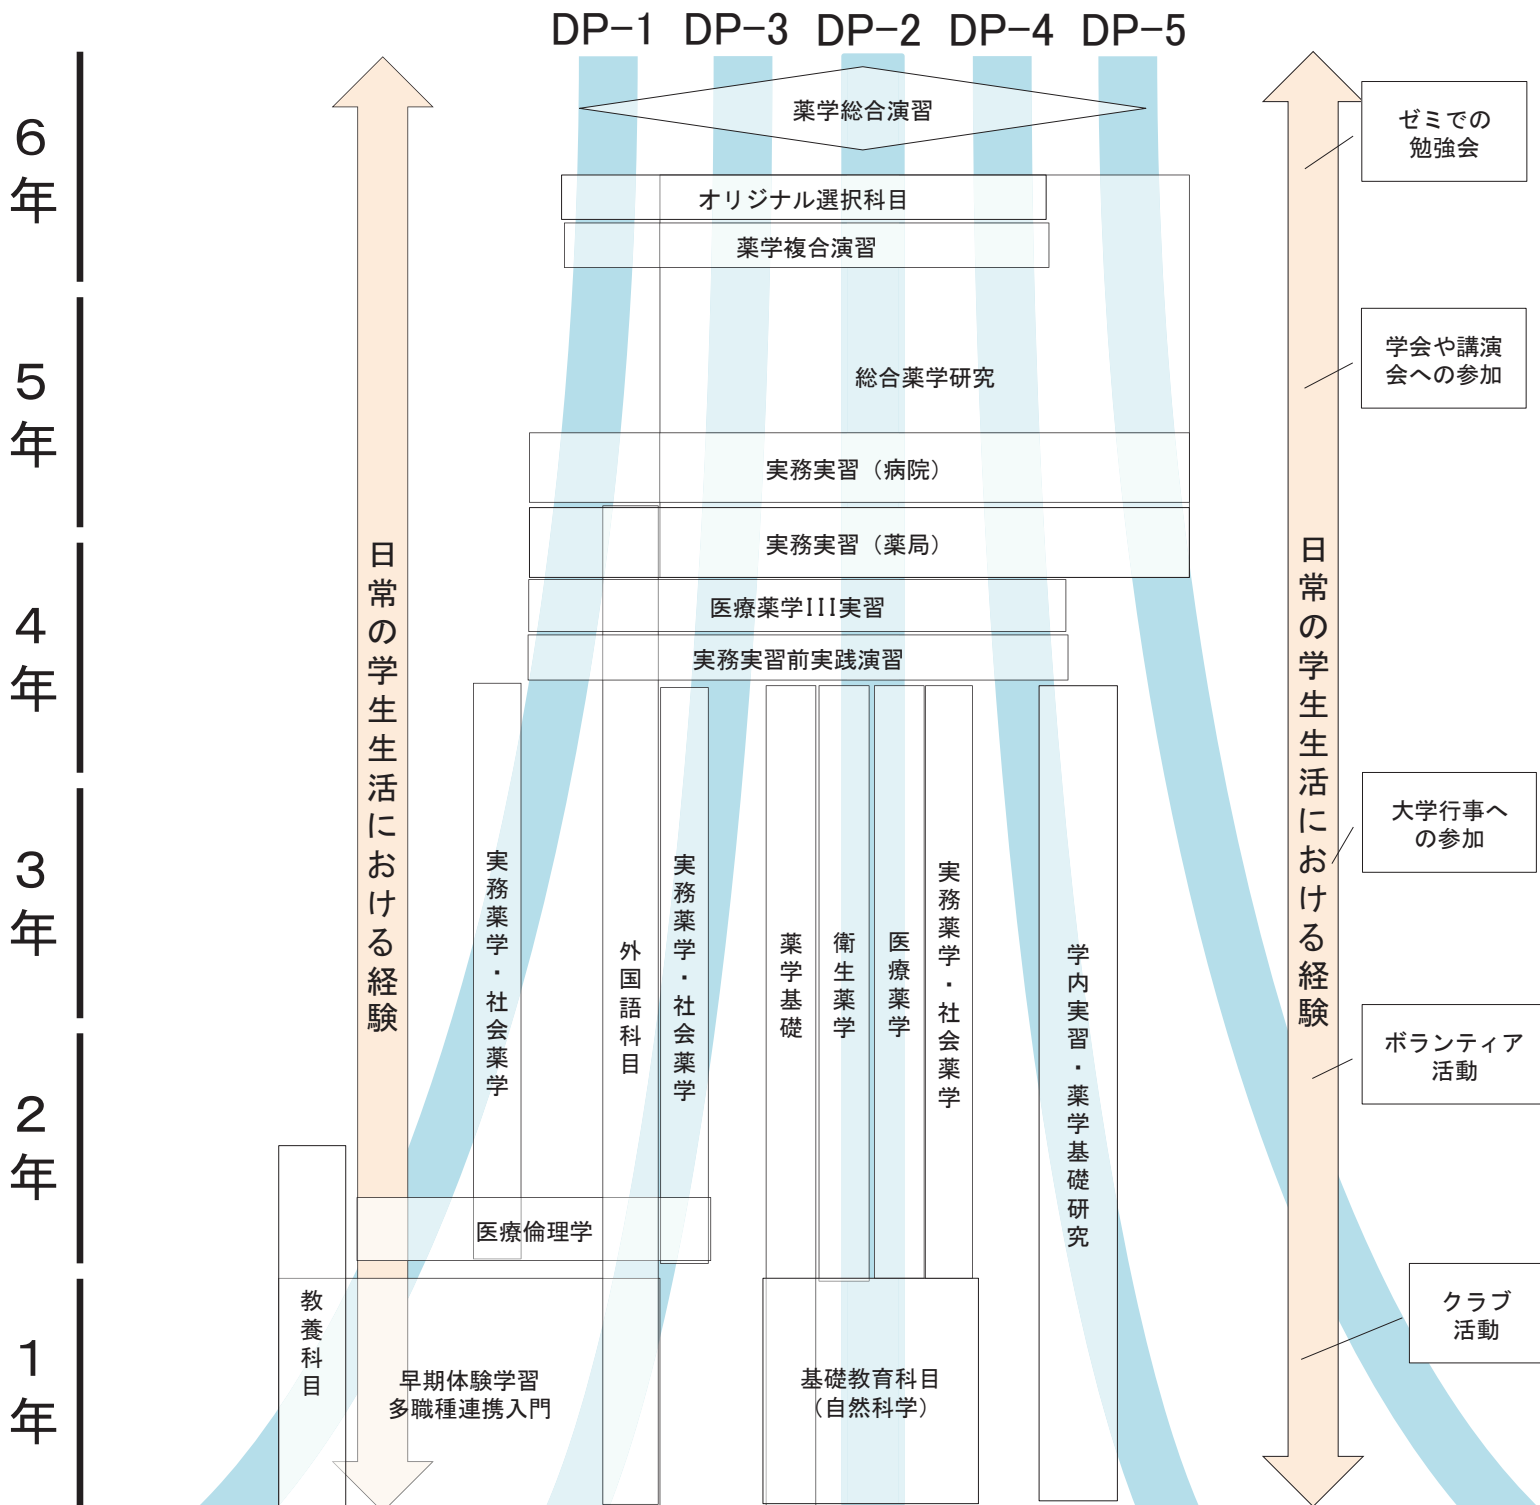 DP-1 DP-3 DP-2 DP-4 DP-5
6年
薬学総合演習
ゼミでの
勉強会
オリジナル選択科目
薬学複合演習
5年
学会や講演
会への参加
総合薬学研究
実務実習（病院）
実務実習（薬局）
4年
医療薬学III実習
実務実習前実践演習
日常の学生生活における経験
日常の学生生活における経験
3年
大学行事へ
の参加
実務薬学・社会薬学
外国語科目
実務薬学・社会薬学
薬学基礎
衛生薬学
医療薬学
実務薬学・社会薬学
学内実習・薬学基礎研究
2年
ボランティア
活動
医療倫理学
1年
教養科目
早期体験学習
多職種連携入門
基礎教育科目
（自然科学）
クラブ
活動